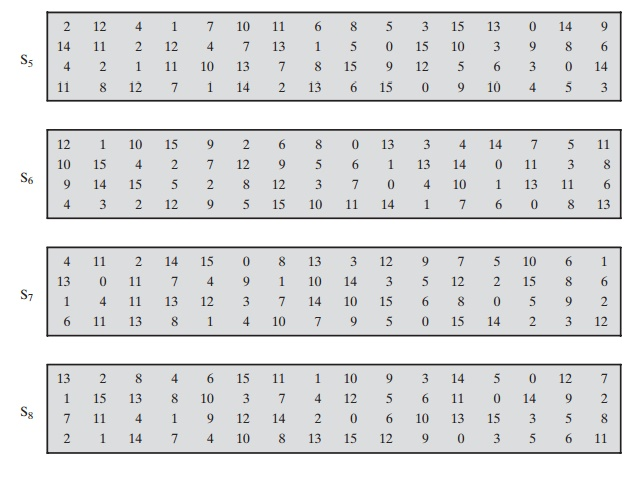 S5
2 12 4 1 7 10 11 6 8 5 3 15 13 0 14 9
14 11 2 12 4 7 13 1 5 0 15 10 3 9 8 6
4 2 1 11 10 13 7 8 15 9 12 5 6 3 0 14
11 8 12 7 1 14 2 13 6 15 0 9 10 4 5 3
S6
12 1 10 15 9 2 6 8 0 13 3 4 14 7 5 11
10 15 4 2 7 12 9 5 6 1 13 14 0 11 3 8
9 14 15 5 2 8 12 3 7 0 4 10 1 13 11 6
4 3 2 12 9 5 15 10 11 14 1 7 6 0 8 13
S7
4 11 2 14 15 0 8 13 3 12 9 7 5 10 6 1
13 0 11 7 4 9 1 10 14 3 5 12 2 15 8 6
1 4 11 13 12 3 7 14 10 15 6 8 0 5 9 2
6 11 13 8 1 4 10 7 9 5 0 15 14 2 3 12
S8
13 2 8 4 6 15 11 1 10 9 3 14 5 0 12 7
1 15 13 8 10 3 7 4 12 5 6 11 0 14 9 2
7 11 4 1 9 12 14 2 0 6 10 13 15 3 5 8
2 1 14 7 4 10 8 13 15 12 9 0 3 5 6 11